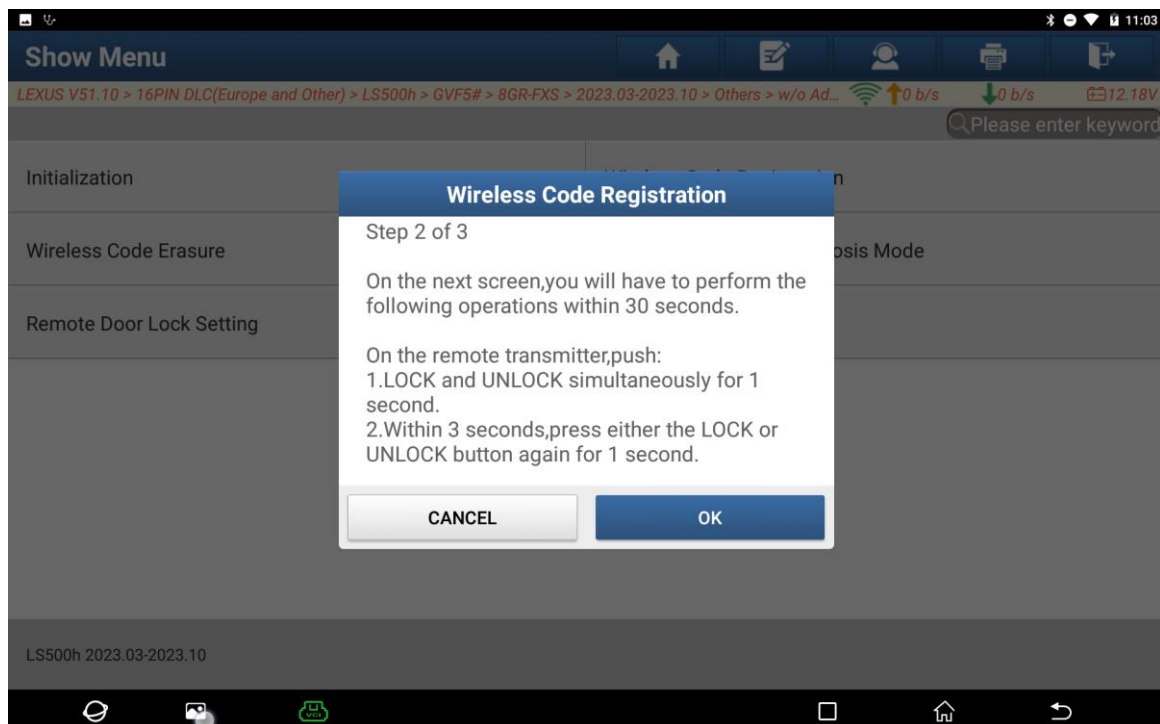 11:03
Show Menu
LEXUS V51.10 > 16PIN DLC(Europe and Other) > LS500h > GVF5# > 8GR-FXS > 2023.03-2023.10 > Others > w/o Ad... 0 b/s 0 b/s 12.18V
Please enter keyword
Initialization
Wireless Code Erasure
osis Mode
Remote Door Lock Setting
Wireless Code Registration
Step 2 of 3
On the next screen,you will have to perform the
following operations within 30 seconds.
On the remote transmitter,push:
1.LOCK and UNLOCK simultaneously for 1
second.
2.Within 3 seconds,press either the LOCK or
UNLOCK button again for 1 second.
CANCEL OK
LS500h 2023.03-2023.10
VCI